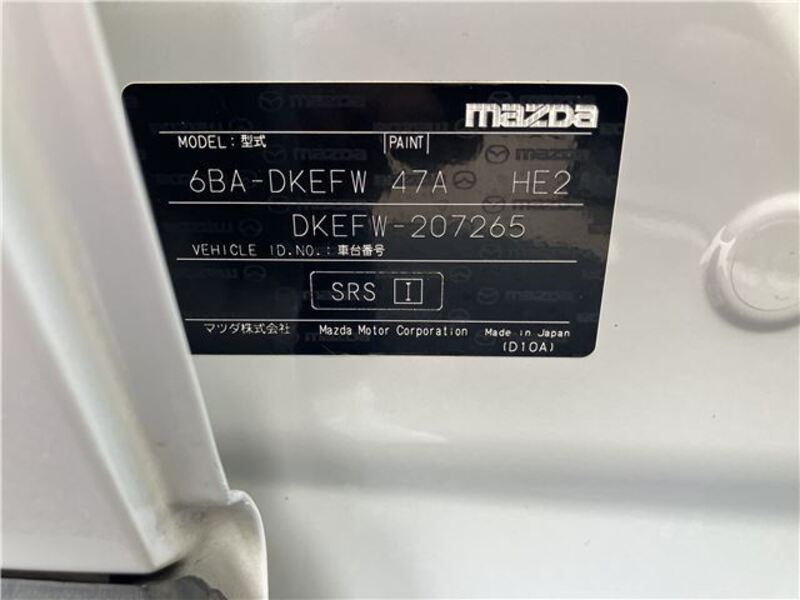 mazda
MODEL : 型式 PAINT
6BA-DKEFW 47A HE2
DKEFW-207265
VEHICLE ID.NO.: 車台番号
SRS I
マツダ株式会社 Mazda Motor Corporation Made in Japan
(D10A)